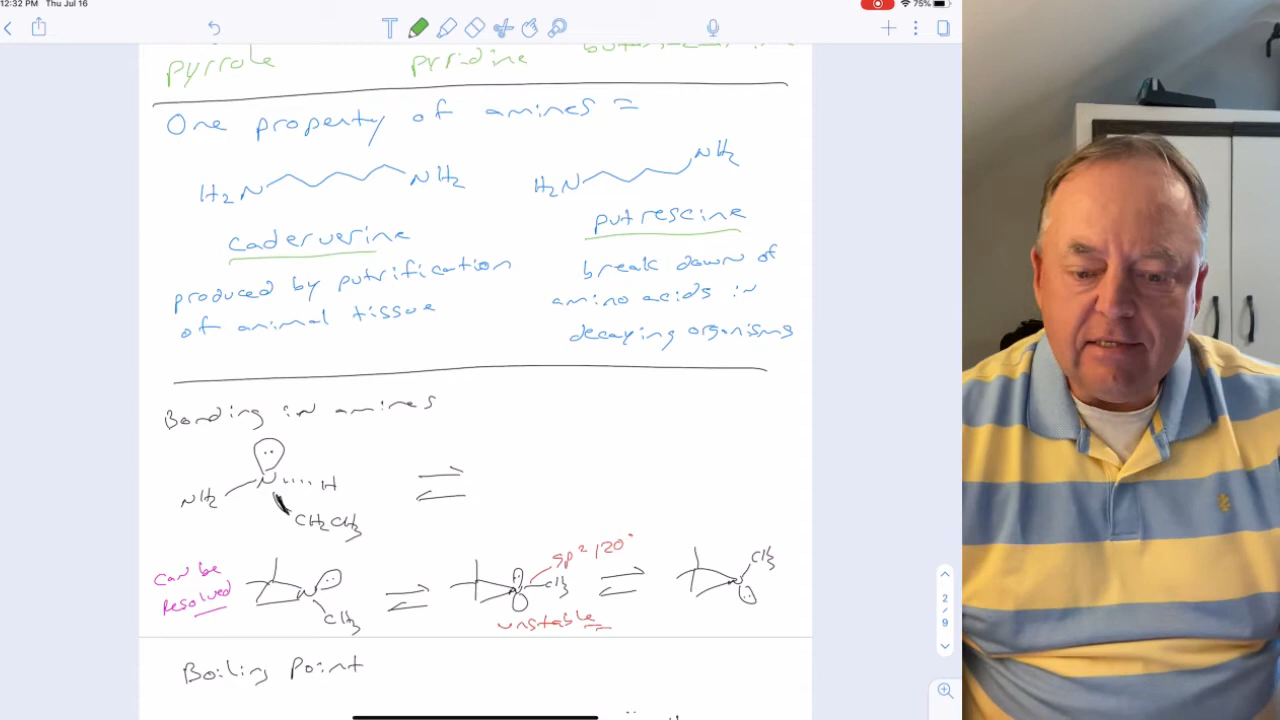 12:32 PM Thu Jul 16
75%
pyrrole
pyridine
One property of amines =
H2N NH2
H2N NH2
caderverine
putrescine
produced by putrification
of animal tissue
break down of
amino acids in
decaying organisms
Bonding in amines
NH2 N H
CH2CH3
Can be
Resolved
N
CH3
sp2 120°
CH3
unstable
CH3
Boiling Point
2
/
9